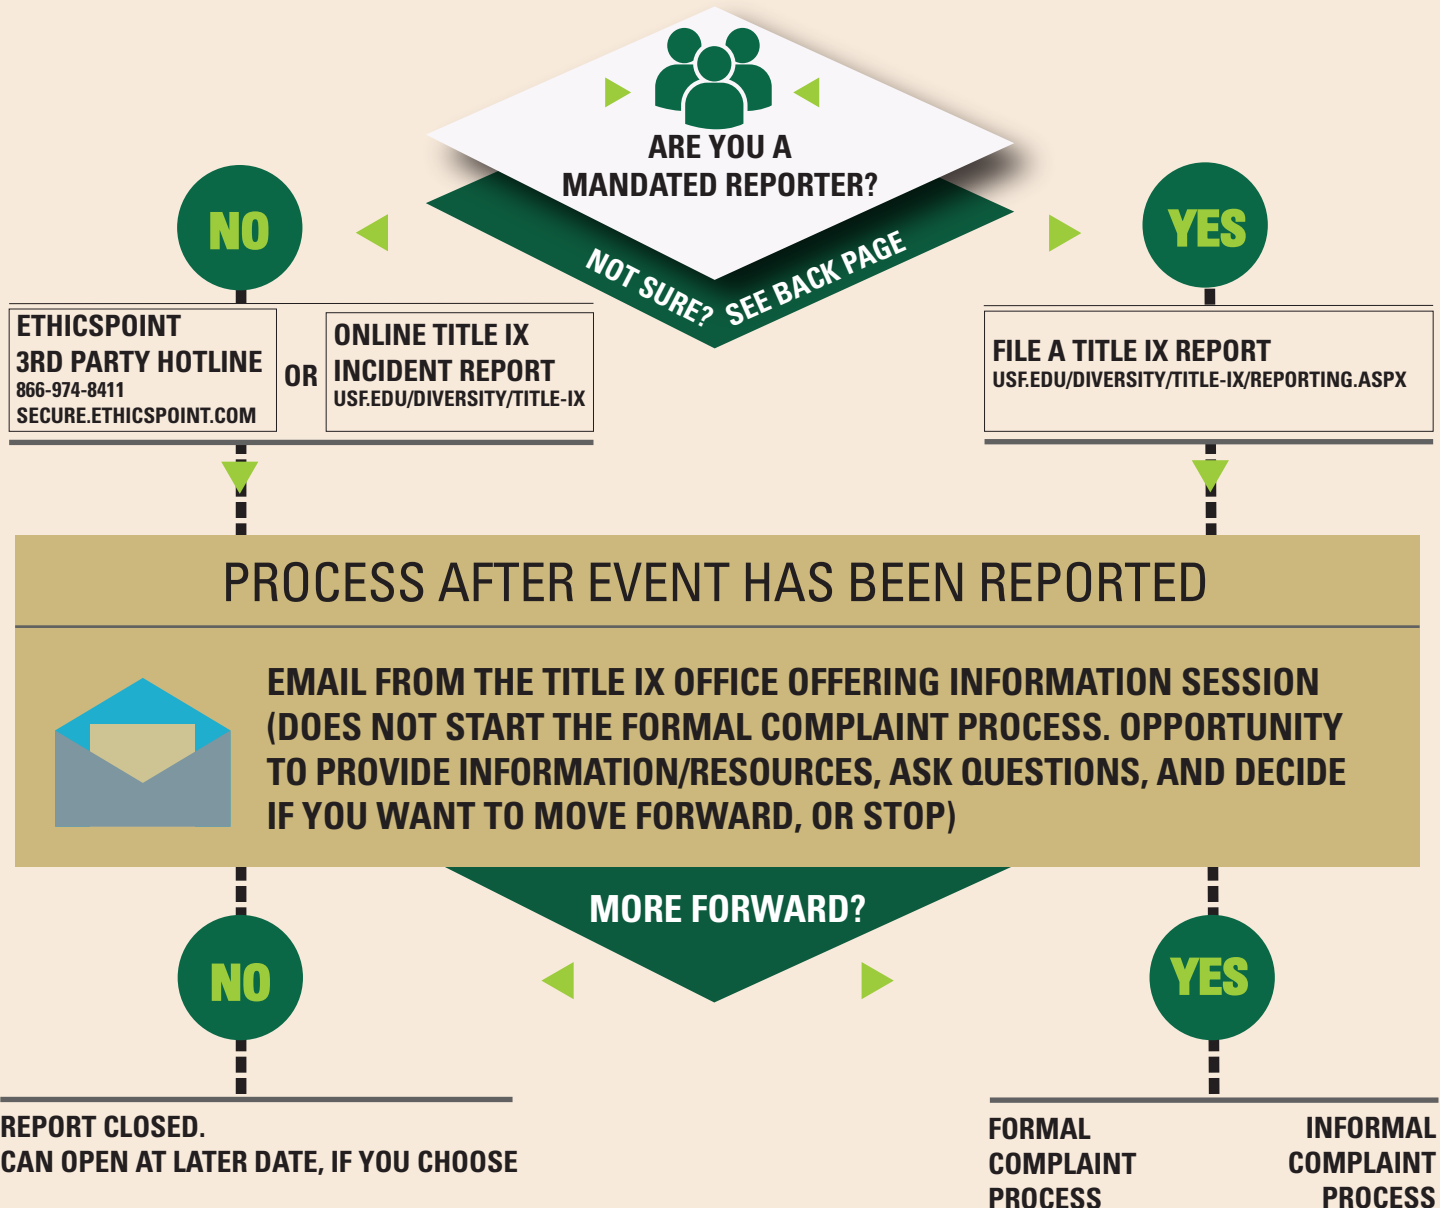 ARE YOU A
MANDATED REPORTER?
NOT SURE? SEE BACK PAGE
NO
YES
ETHICSPOINT
3RD PARTY HOTLINE
866-974-8411
SECURE.ETHICSPOINT.COM
OR
ONLINE TITLE IX
INCIDENT REPORT
USF.EDU/DIVERSITY/TITLE-IX
FILE A TITLE IX REPORT
USF.EDU/DIVERSITY/TITLE-IX/REPORTING.ASPX
PROCESS AFTER EVENT HAS BEEN REPORTED
EMAIL FROM THE TITLE IX OFFICE OFFERING INFORMATION SESSION
(DOES NOT START THE FORMAL COMPLAINT PROCESS. OPPORTUNITY
TO PROVIDE INFORMATION/RESOURCES, ASK QUESTIONS, AND DECIDE
IF YOU WANT TO MOVE FORWARD, OR STOP)
MORE FORWARD?
NO
YES
REPORT CLOSED.
CAN OPEN AT LATER DATE, IF YOU CHOOSE
FORMAL
COMPLAINT
PROCESS
INFORMAL
COMPLAINT
PROCESS